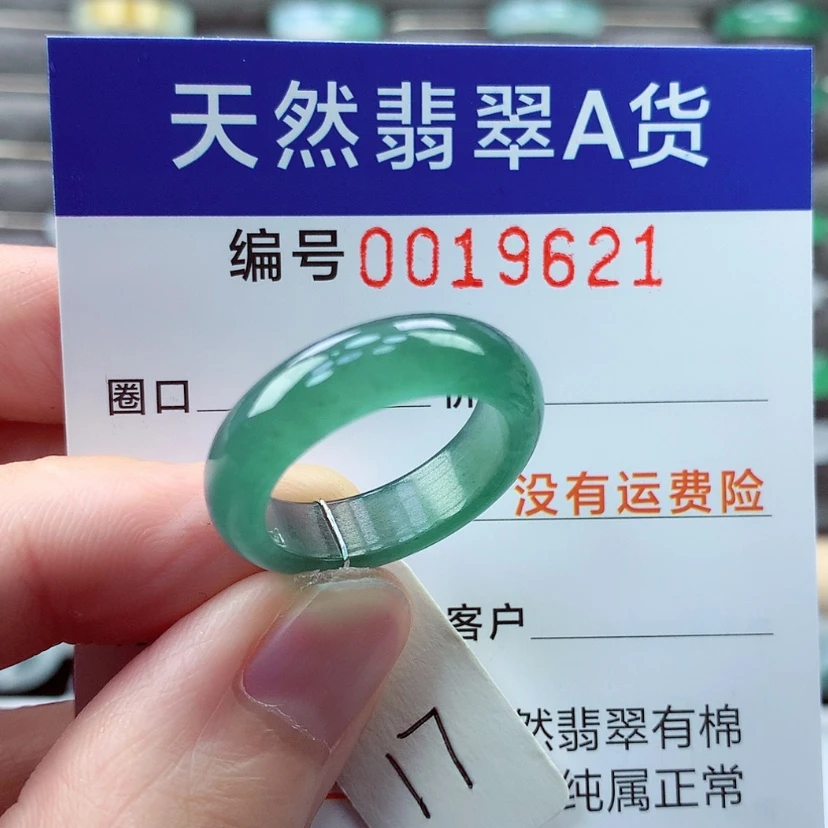 天然翡翠A货
编号0019621
圈口
没有运费险
客户
然翡翠有棉
纯属正常
17